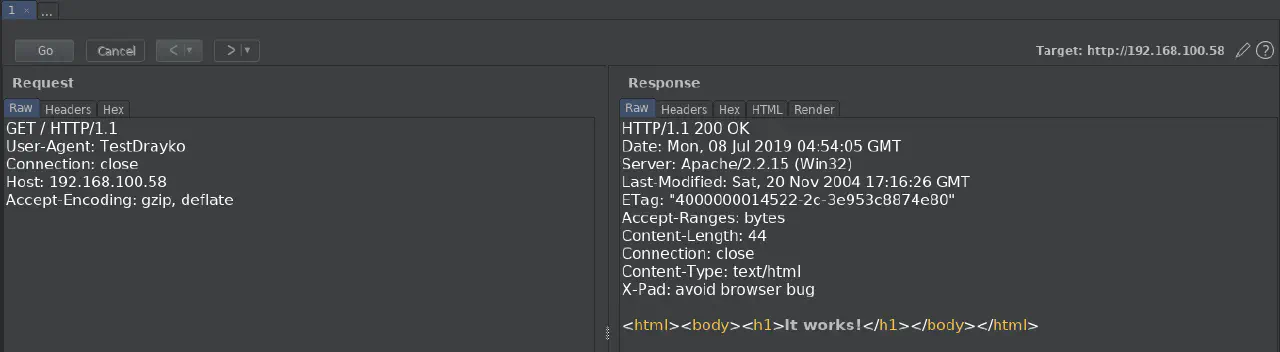 1 × ...
Go Cancel < > Target: http://192.168.100.58 ?
Request
Raw Headers Hex
GET / HTTP/1.1
User-Agent: TestDrayko
Connection: close
Host: 192.168.100.58
Accept-Encoding: gzip, deflate
Response
Raw Headers Hex HTML Render
HTTP/1.1 200 OK
Date: Mon, 08 Jul 2019 04:54:05 GMT
Server: Apache/2.2.15 (Win32)
Last-Modified: Sat, 20 Nov 2004 17:16:26 GMT
ETag: "4000000014522-2c-3e953c8874e80"
Accept-Ranges: bytes
Content-Length: 44
Connection: close
Content-Type: text/html
X-Pad: avoid browser bug
<html><body><h1>It works!</h1></body></html>